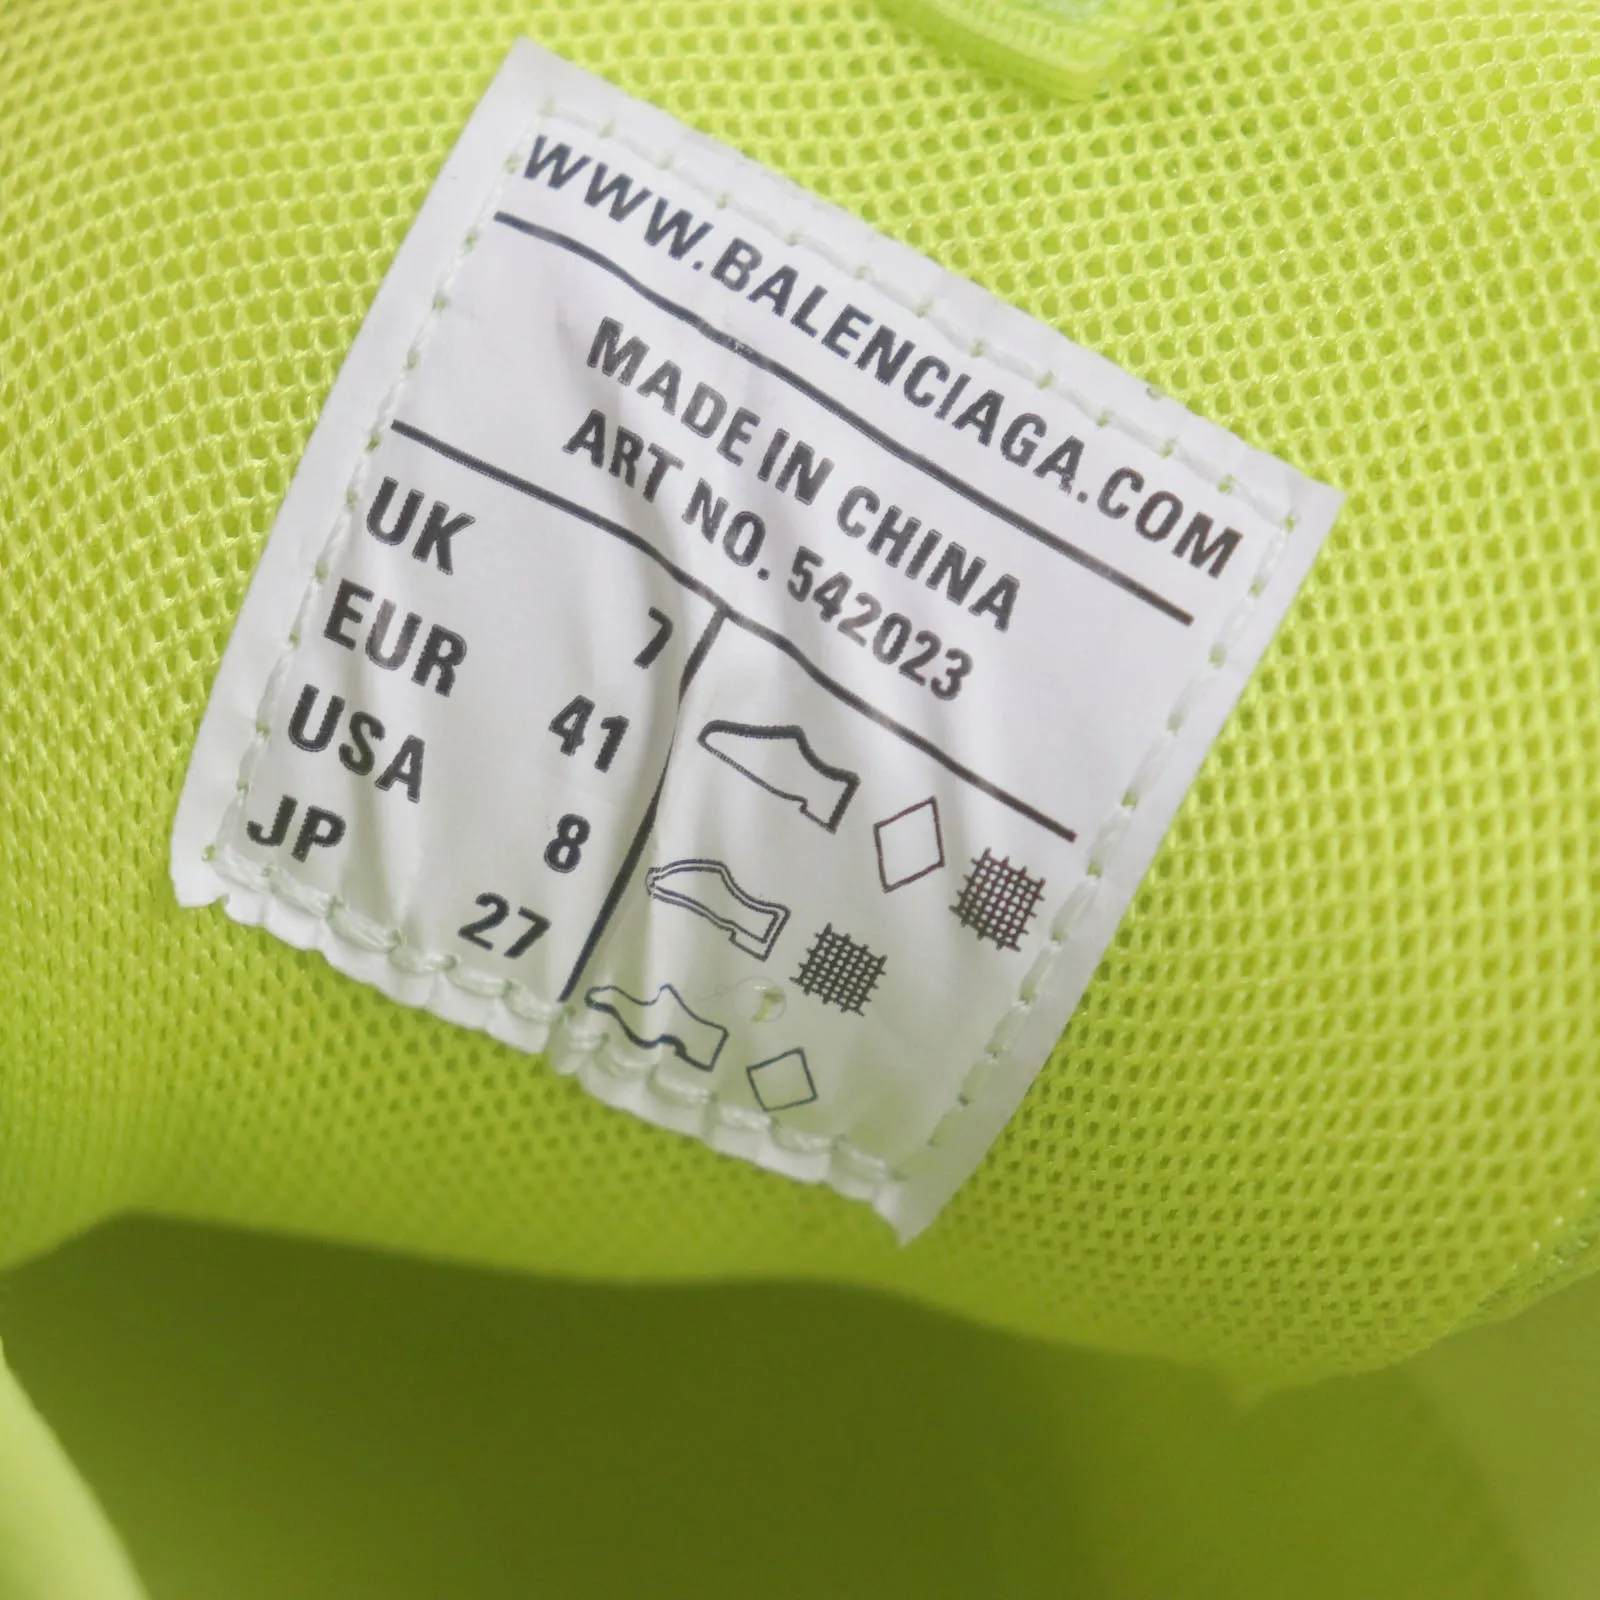 WWW.BALENCIAGA.COM
MADE IN CHINA
ART NO. 542023
UK 7
EUR 41
USA 8
JP 27